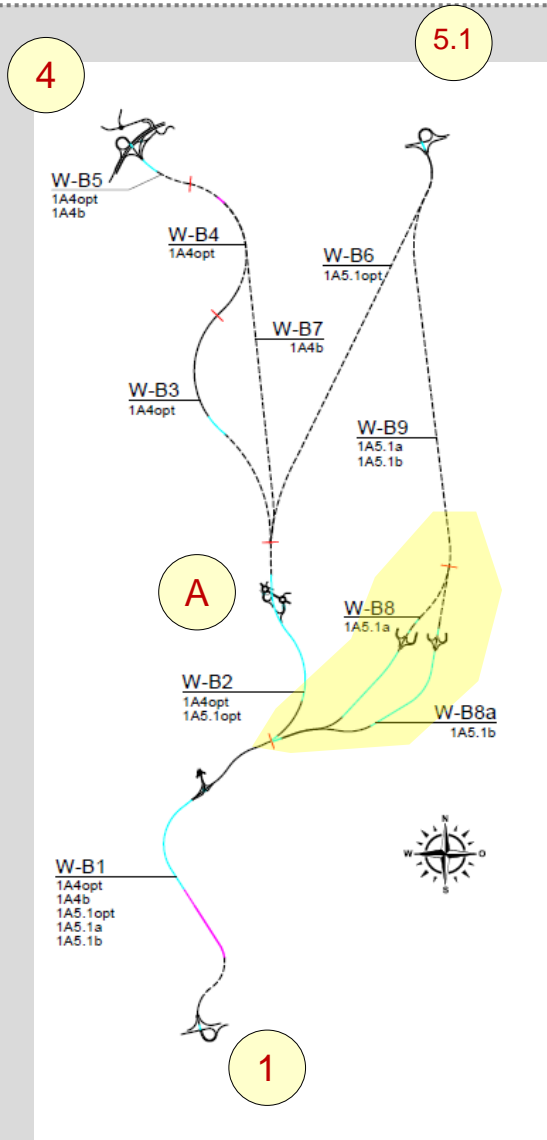 5.1
4
W-B5
1A4opt
1A4b
W-B4
1A4opt
W-B6
1A5.1opt
W-B7
1A4b
W-B3
1A4opt
W-B9
1A5.1a
1A5.1b
A
W-B8
1A5.1a
W-B2
1A4opt
1A5.1opt
W-B8a
1A5.1b
N
W
O
S
W-B1
1A4opt
1A4b
1A5.1opt
1A5.1a
1A5.1b
1